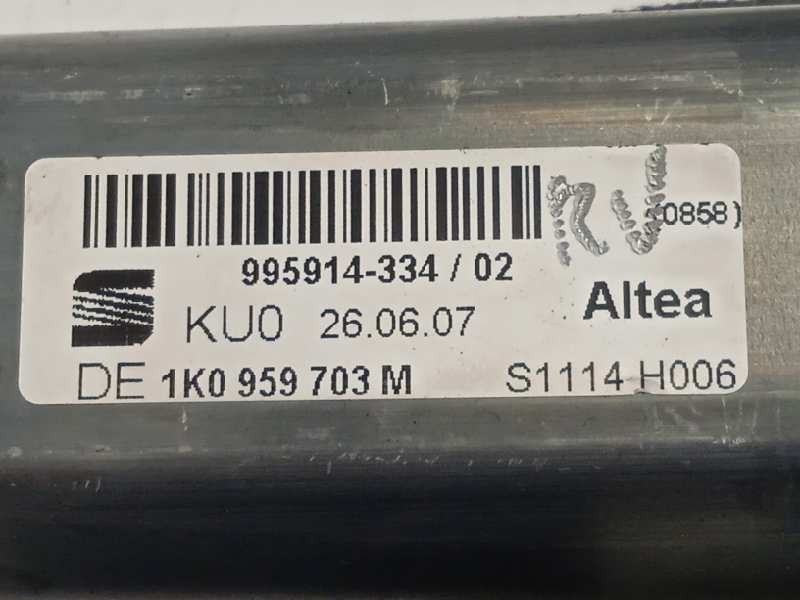 (0858)
995914-334 / 02
KU0 26.06.07 Altea
DE 1K0 959 703 M S1114 H006